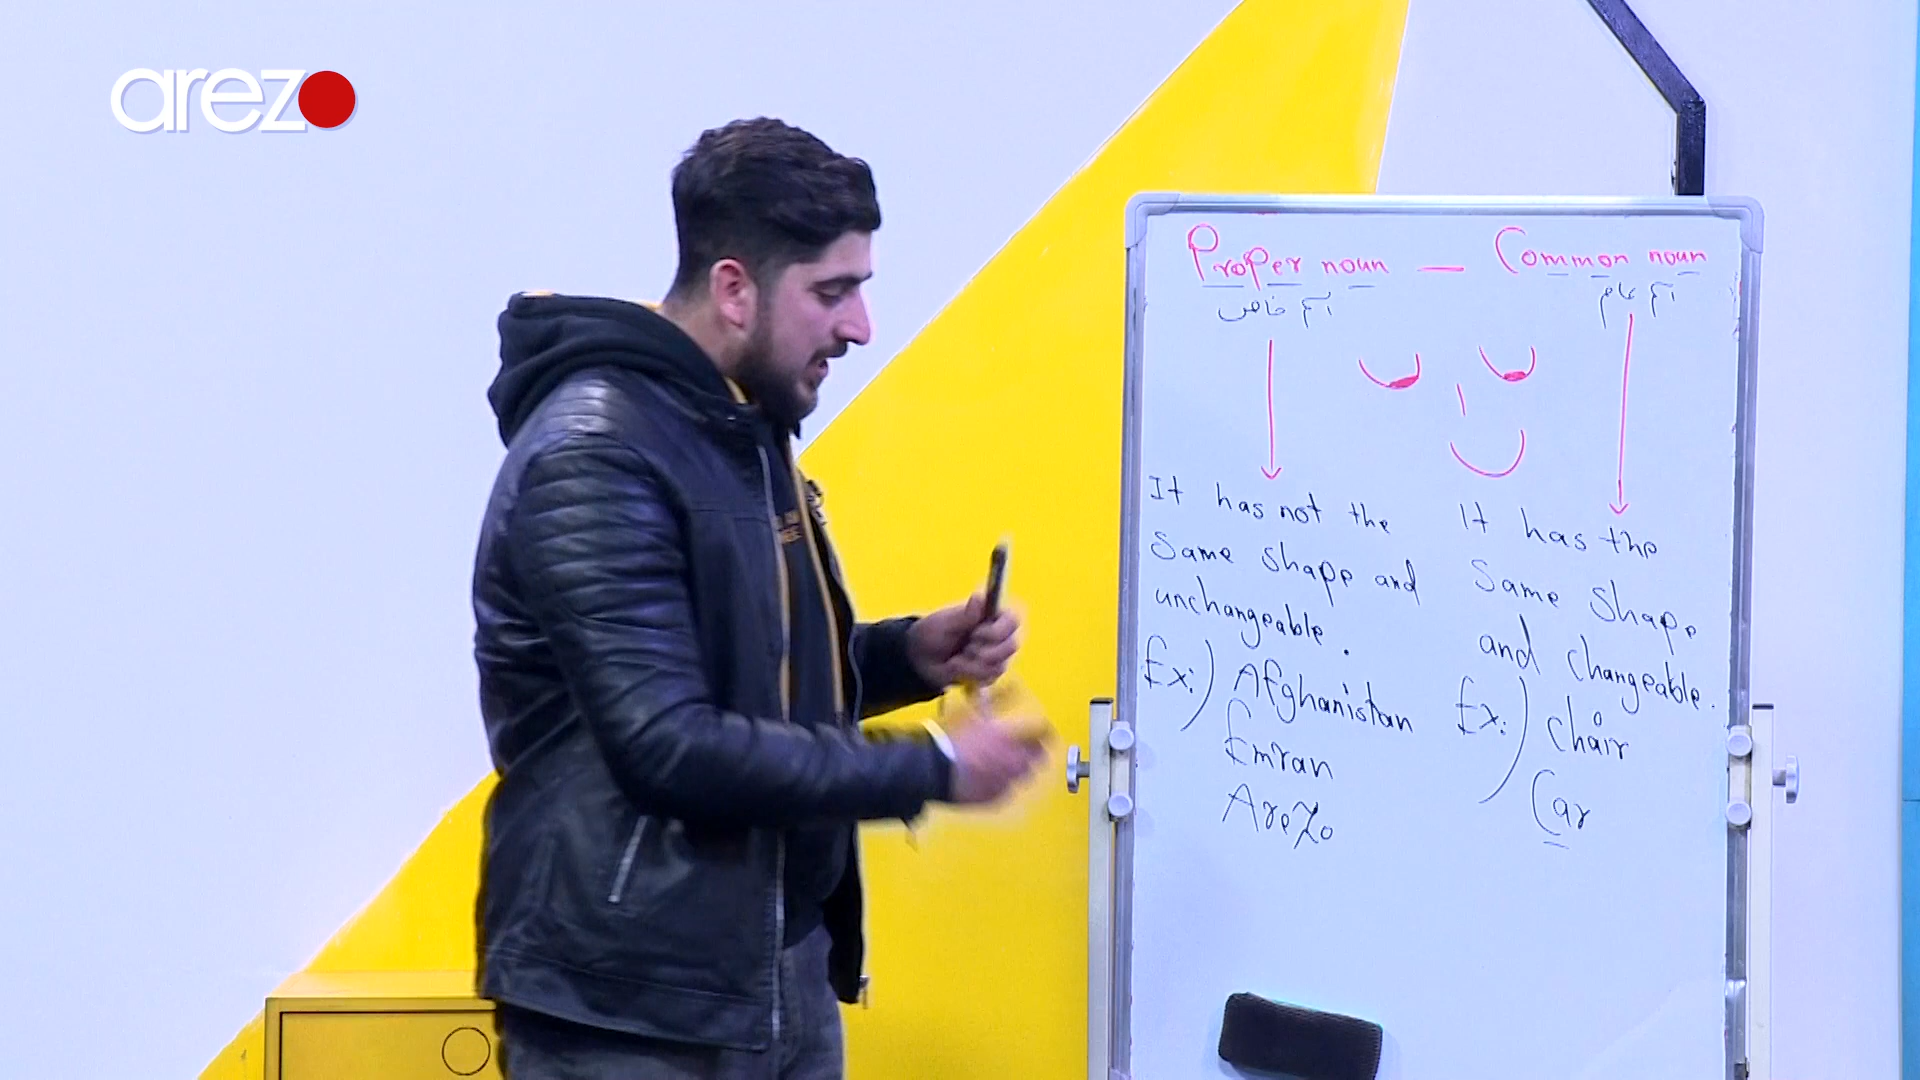 arezo
Proper noun — Common noun
اسم خاص
اسم عام
It has not the
same shape and
unchangeable.
Ex:) Afghanistan
Emran
Arezo
It has the
same shape
and changeable.
Ex:) chair
Car